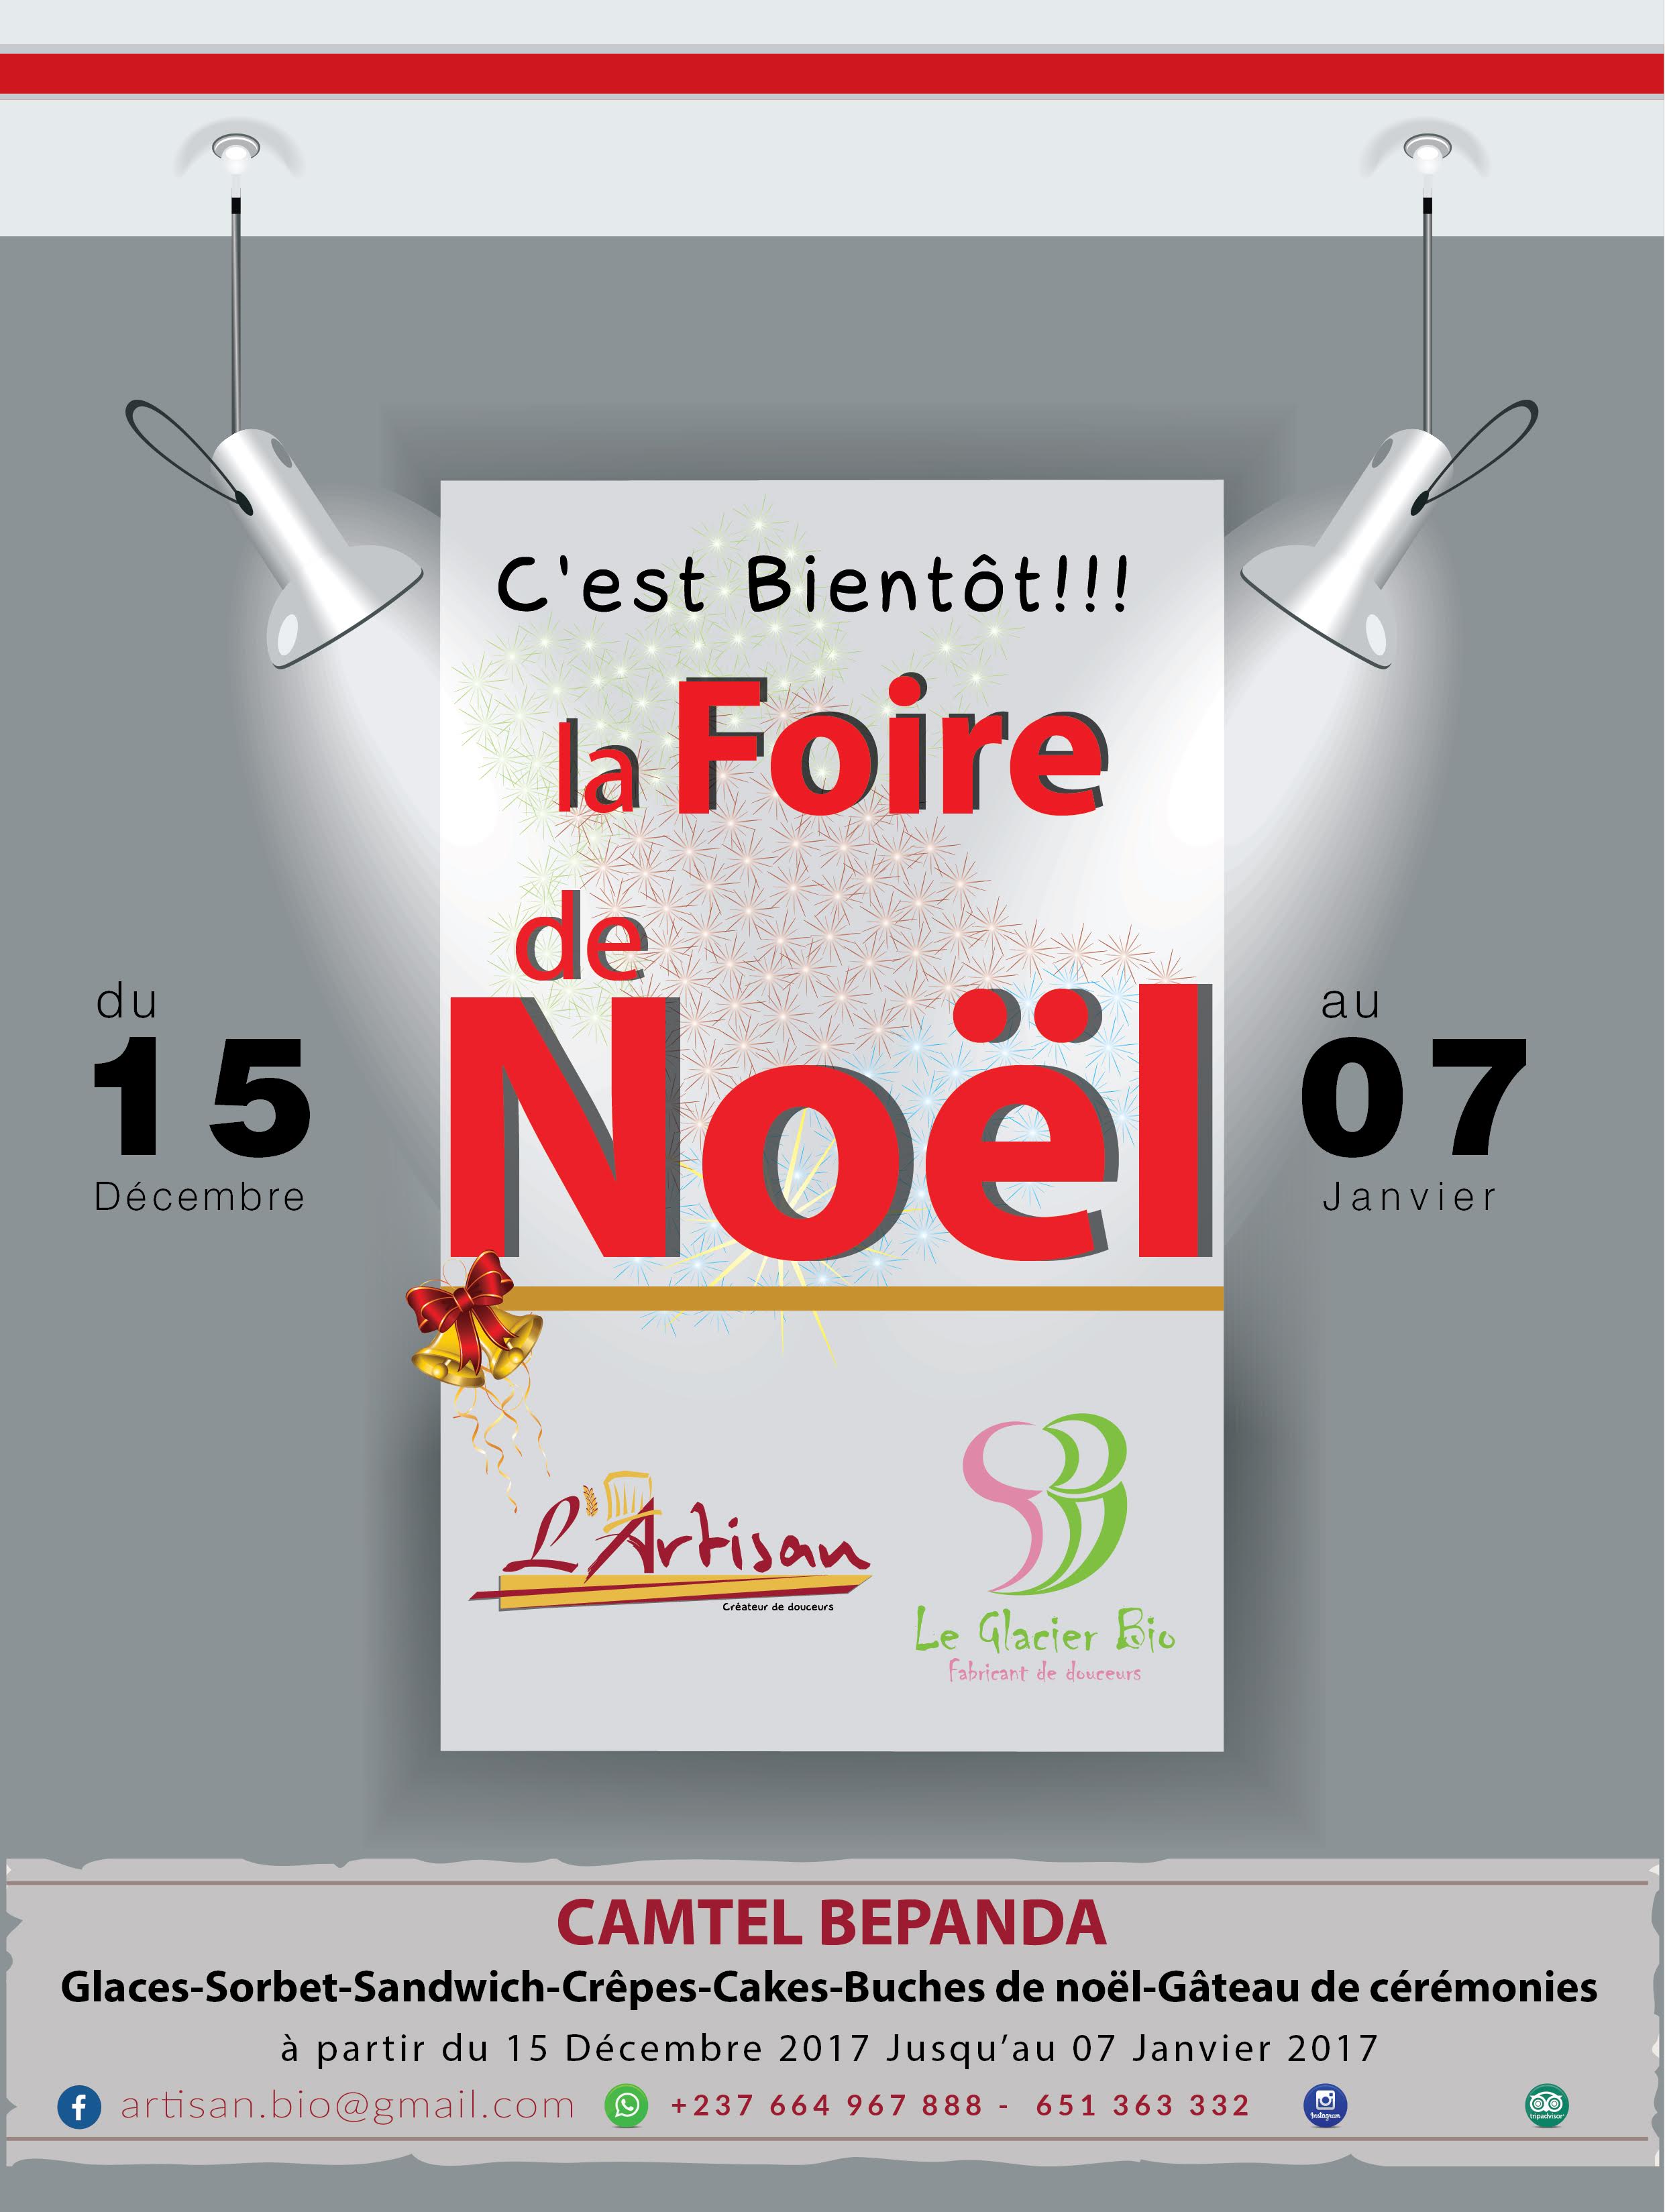 C'est Bientôt!!!
la Foire
de
Noël
du
15
Décembre
au
07
Janvier
L'Artisan
Créateur de douceurs
Le Glacier Bio
Fabricant de douceurs
CAMTEL BEPANDA
Glaces-Sorbet-Sandwich-Crêpes-Cakes-Buches de noël-Gâteau de cérémonies
à partir du 15 Décembre 2017 Jusqu'au 07 Janvier 2017
artisan.bio@gmail.com +237 664 967 888 - 651 363 332 Instagram tripadvisor